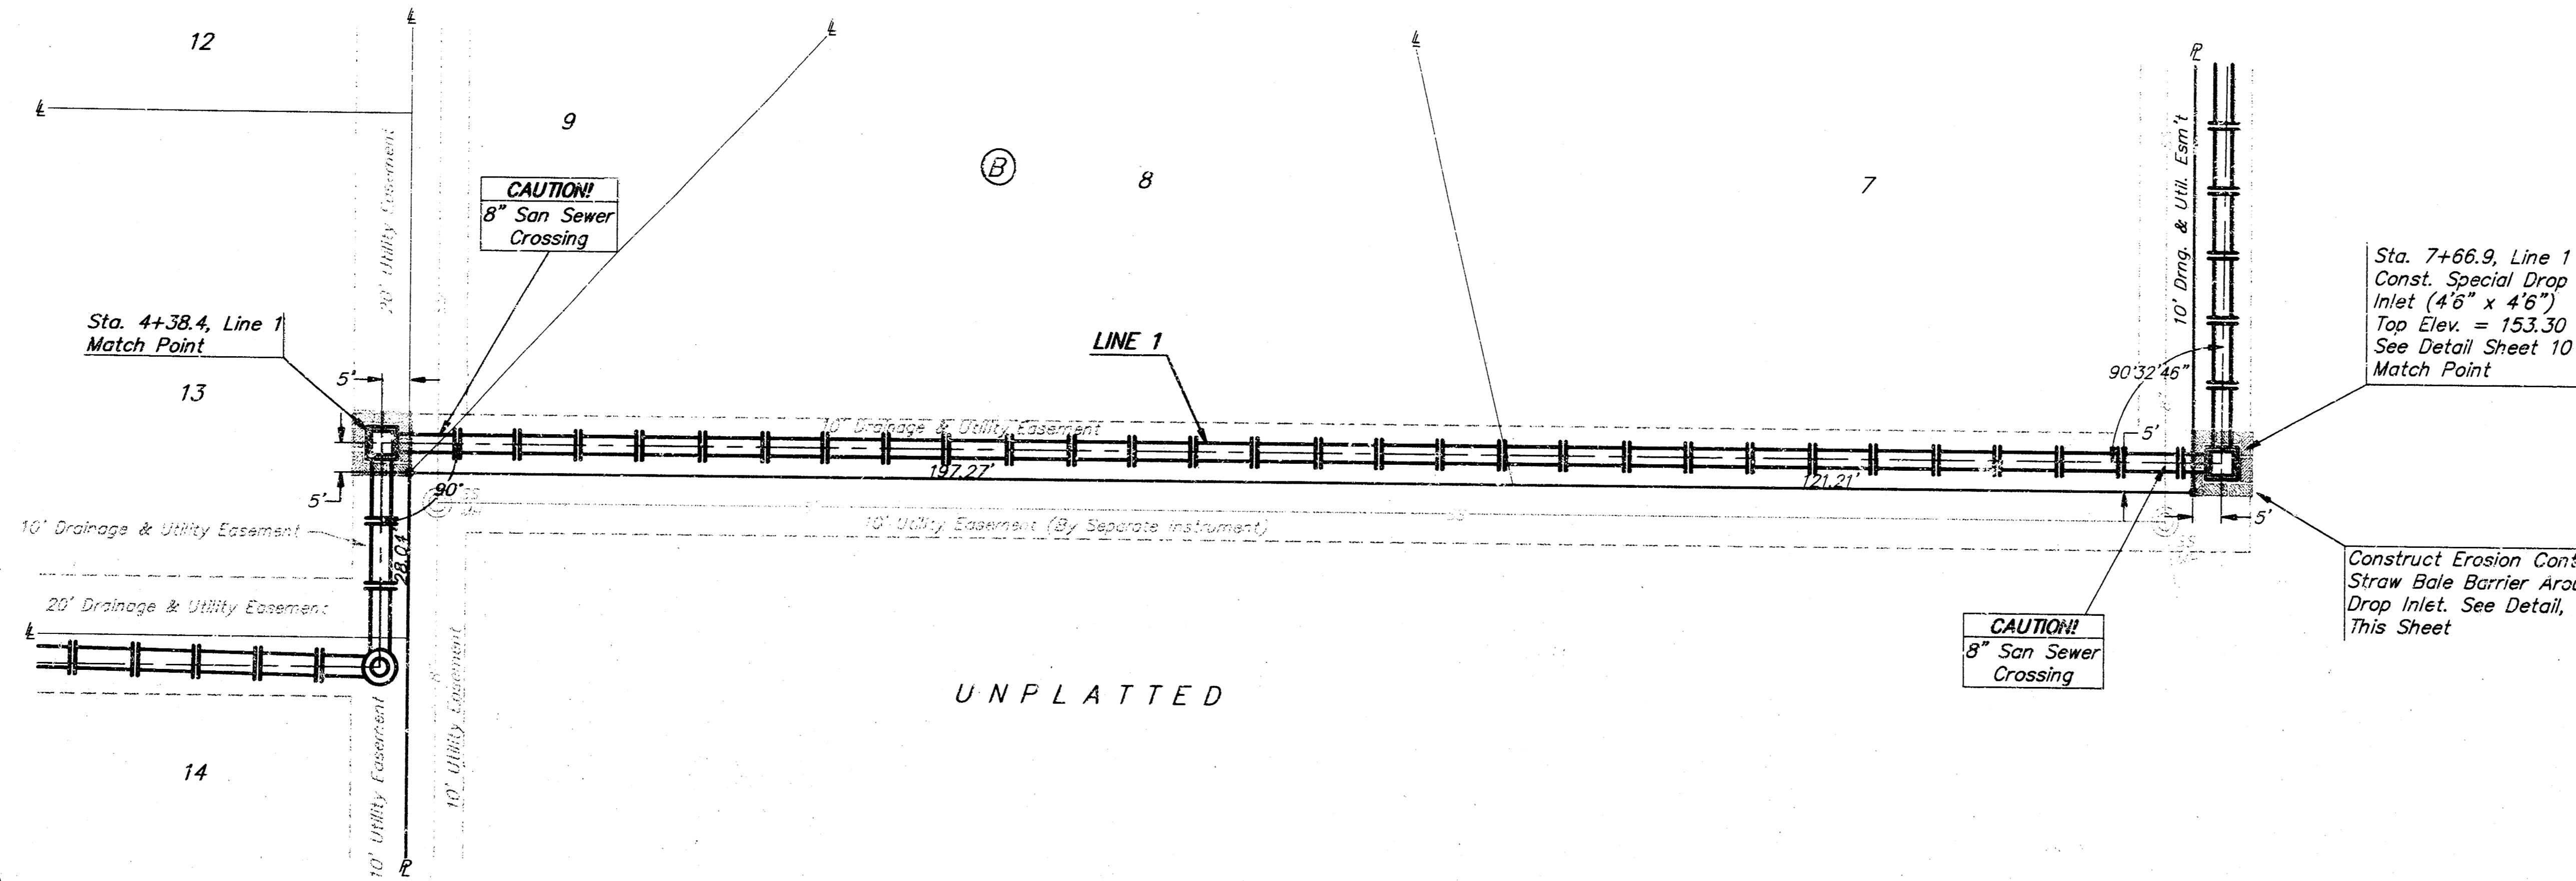 12
9
B
8
7
CAUTION!
8" San Sewer
Crossing
20' Utility Easement
10' Drng. & Util. Esm't
Sta. 4+38.4, Line 1
Match Point
13
5'
5'
90°
LINE 1
10' Drainage & Utility Easement
197.27'
121.21'
90°32'46"
5'
5'
Sta. 7+66.9, Line 1
Const. Special Drop
Inlet (4'6" x 4'6")
Top Elev. = 153.30
See Detail Sheet 10
Match Point
10' Drainage & Utility Easement
28.04'
10' Utility Easement (By Separate Instrument)
SS
20' Drainage & Utility Easement
Construct Erosion Cont
Straw Bale Barrier Arou
Drop Inlet. See Detail,
This Sheet
CAUTION!
8" San Sewer
Crossing
UNPLATTED
14
10' Utility Easement
10' Utility Easement